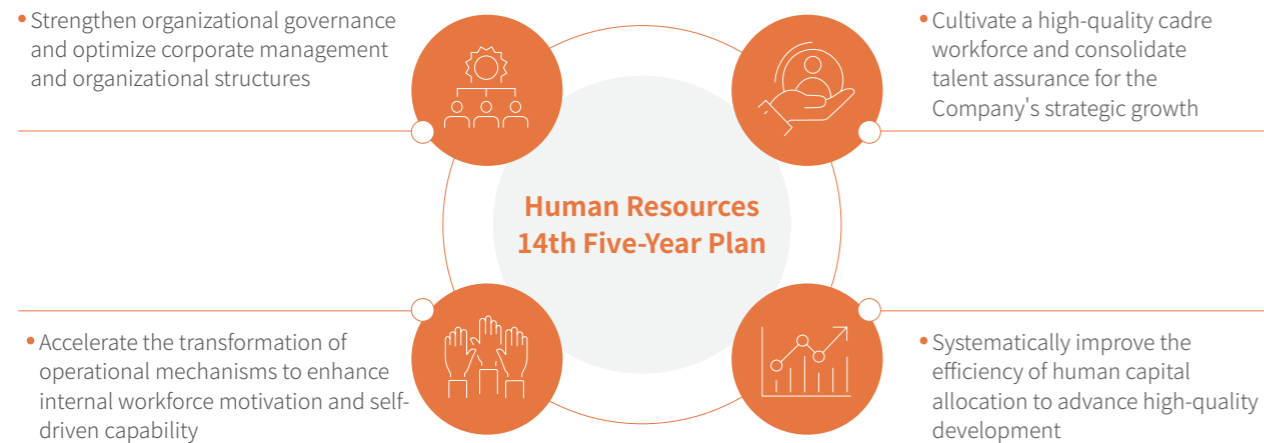 • Strengthen organizational governance
and optimize corporate management
and organizational structures
• Cultivate a high-quality cadre
workforce and consolidate
talent assurance for the
Company's strategic growth
Human Resources
14th Five-Year Plan
• Accelerate the transformation of
operational mechanisms to enhance
internal workforce motivation and self-
driven capability
• Systematically improve the
efficiency of human capital
allocation to advance high-quality
development